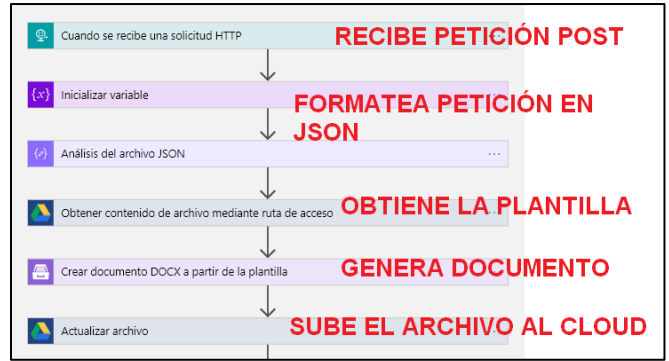 Cuando se recibe una solicitud HTTP
RECIBE PETICIÓN POST
{x} Inicializar variable
FORMATEA PETICIÓN EN
JSON
Análisis del archivo JSON
Obtener contenido de archivo mediante ruta de acceso
OBTIENE LA PLANTILLA
Crear documento DOCX a partir de la plantilla
GENERA DOCUMENTO
Actualizar archivo
SUBE EL ARCHIVO AL CLOUD